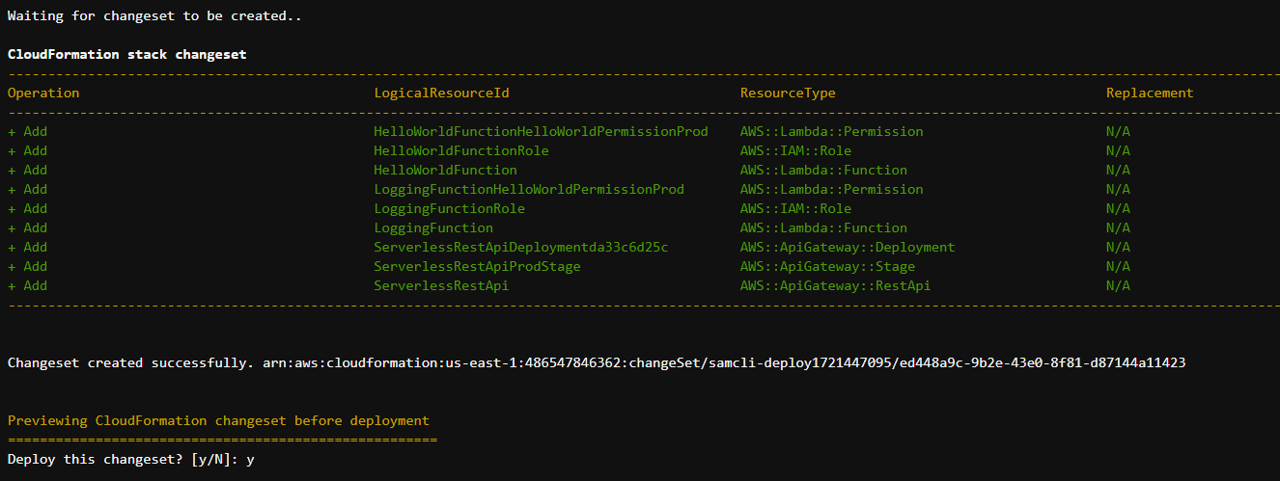 Waiting for changeset to be created..
CloudFormation stack changeset
---------------------------------------------------------------------------------------------------------------------------------------------------------------
Operation LogicalResourceId ResourceType Replacement
---------------------------------------------------------------------------------------------------------------------------------------------------------------
+ Add HelloWorldFunctionHelloWorldPermissionProd AWS::Lambda::Permission N/A
+ Add HelloWorldFunctionRole AWS::IAM::Role N/A
+ Add HelloWorldFunction AWS::Lambda::Function N/A
+ Add LoggingFunctionHelloWorldPermissionProd AWS::Lambda::Permission N/A
+ Add LoggingFunctionRole AWS::IAM::Role N/A
+ Add LoggingFunction AWS::Lambda::Function N/A
+ Add ServerlessRestApiDeploymentda33c6d25c AWS::ApiGateway::Deployment N/A
+ Add ServerlessRestApiProdStage AWS::ApiGateway::Stage N/A
+ Add ServerlessRestApi AWS::ApiGateway::RestApi N/A
---------------------------------------------------------------------------------------------------------------------------------------------------------------
Changeset created successfully. arn:aws:cloudformation:us-east-1:486547846362:changeSet/samcli-deploy1721447095/ed448a9c-9b2e-43e0-8f81-d87144a11423
Previewing CloudFormation changeset before deployment
======================================================
Deploy this changeset? [y/N]: y